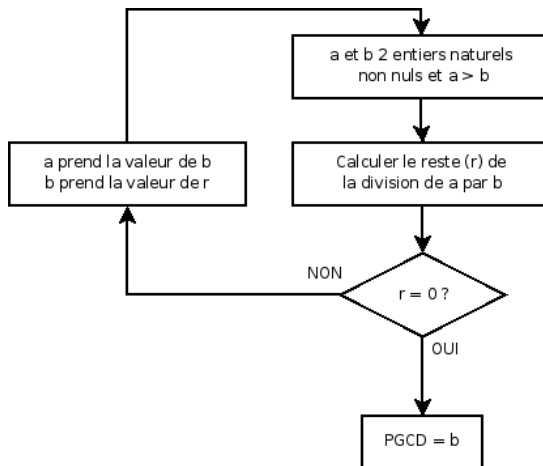 a et b 2 entiers naturels
non nuls et a > b
a prend la valeur de b
b prend la valeur de r
Calculer le reste (r) de
la division de a par b
NON
r = 0 ?
OUI
PGCD = b